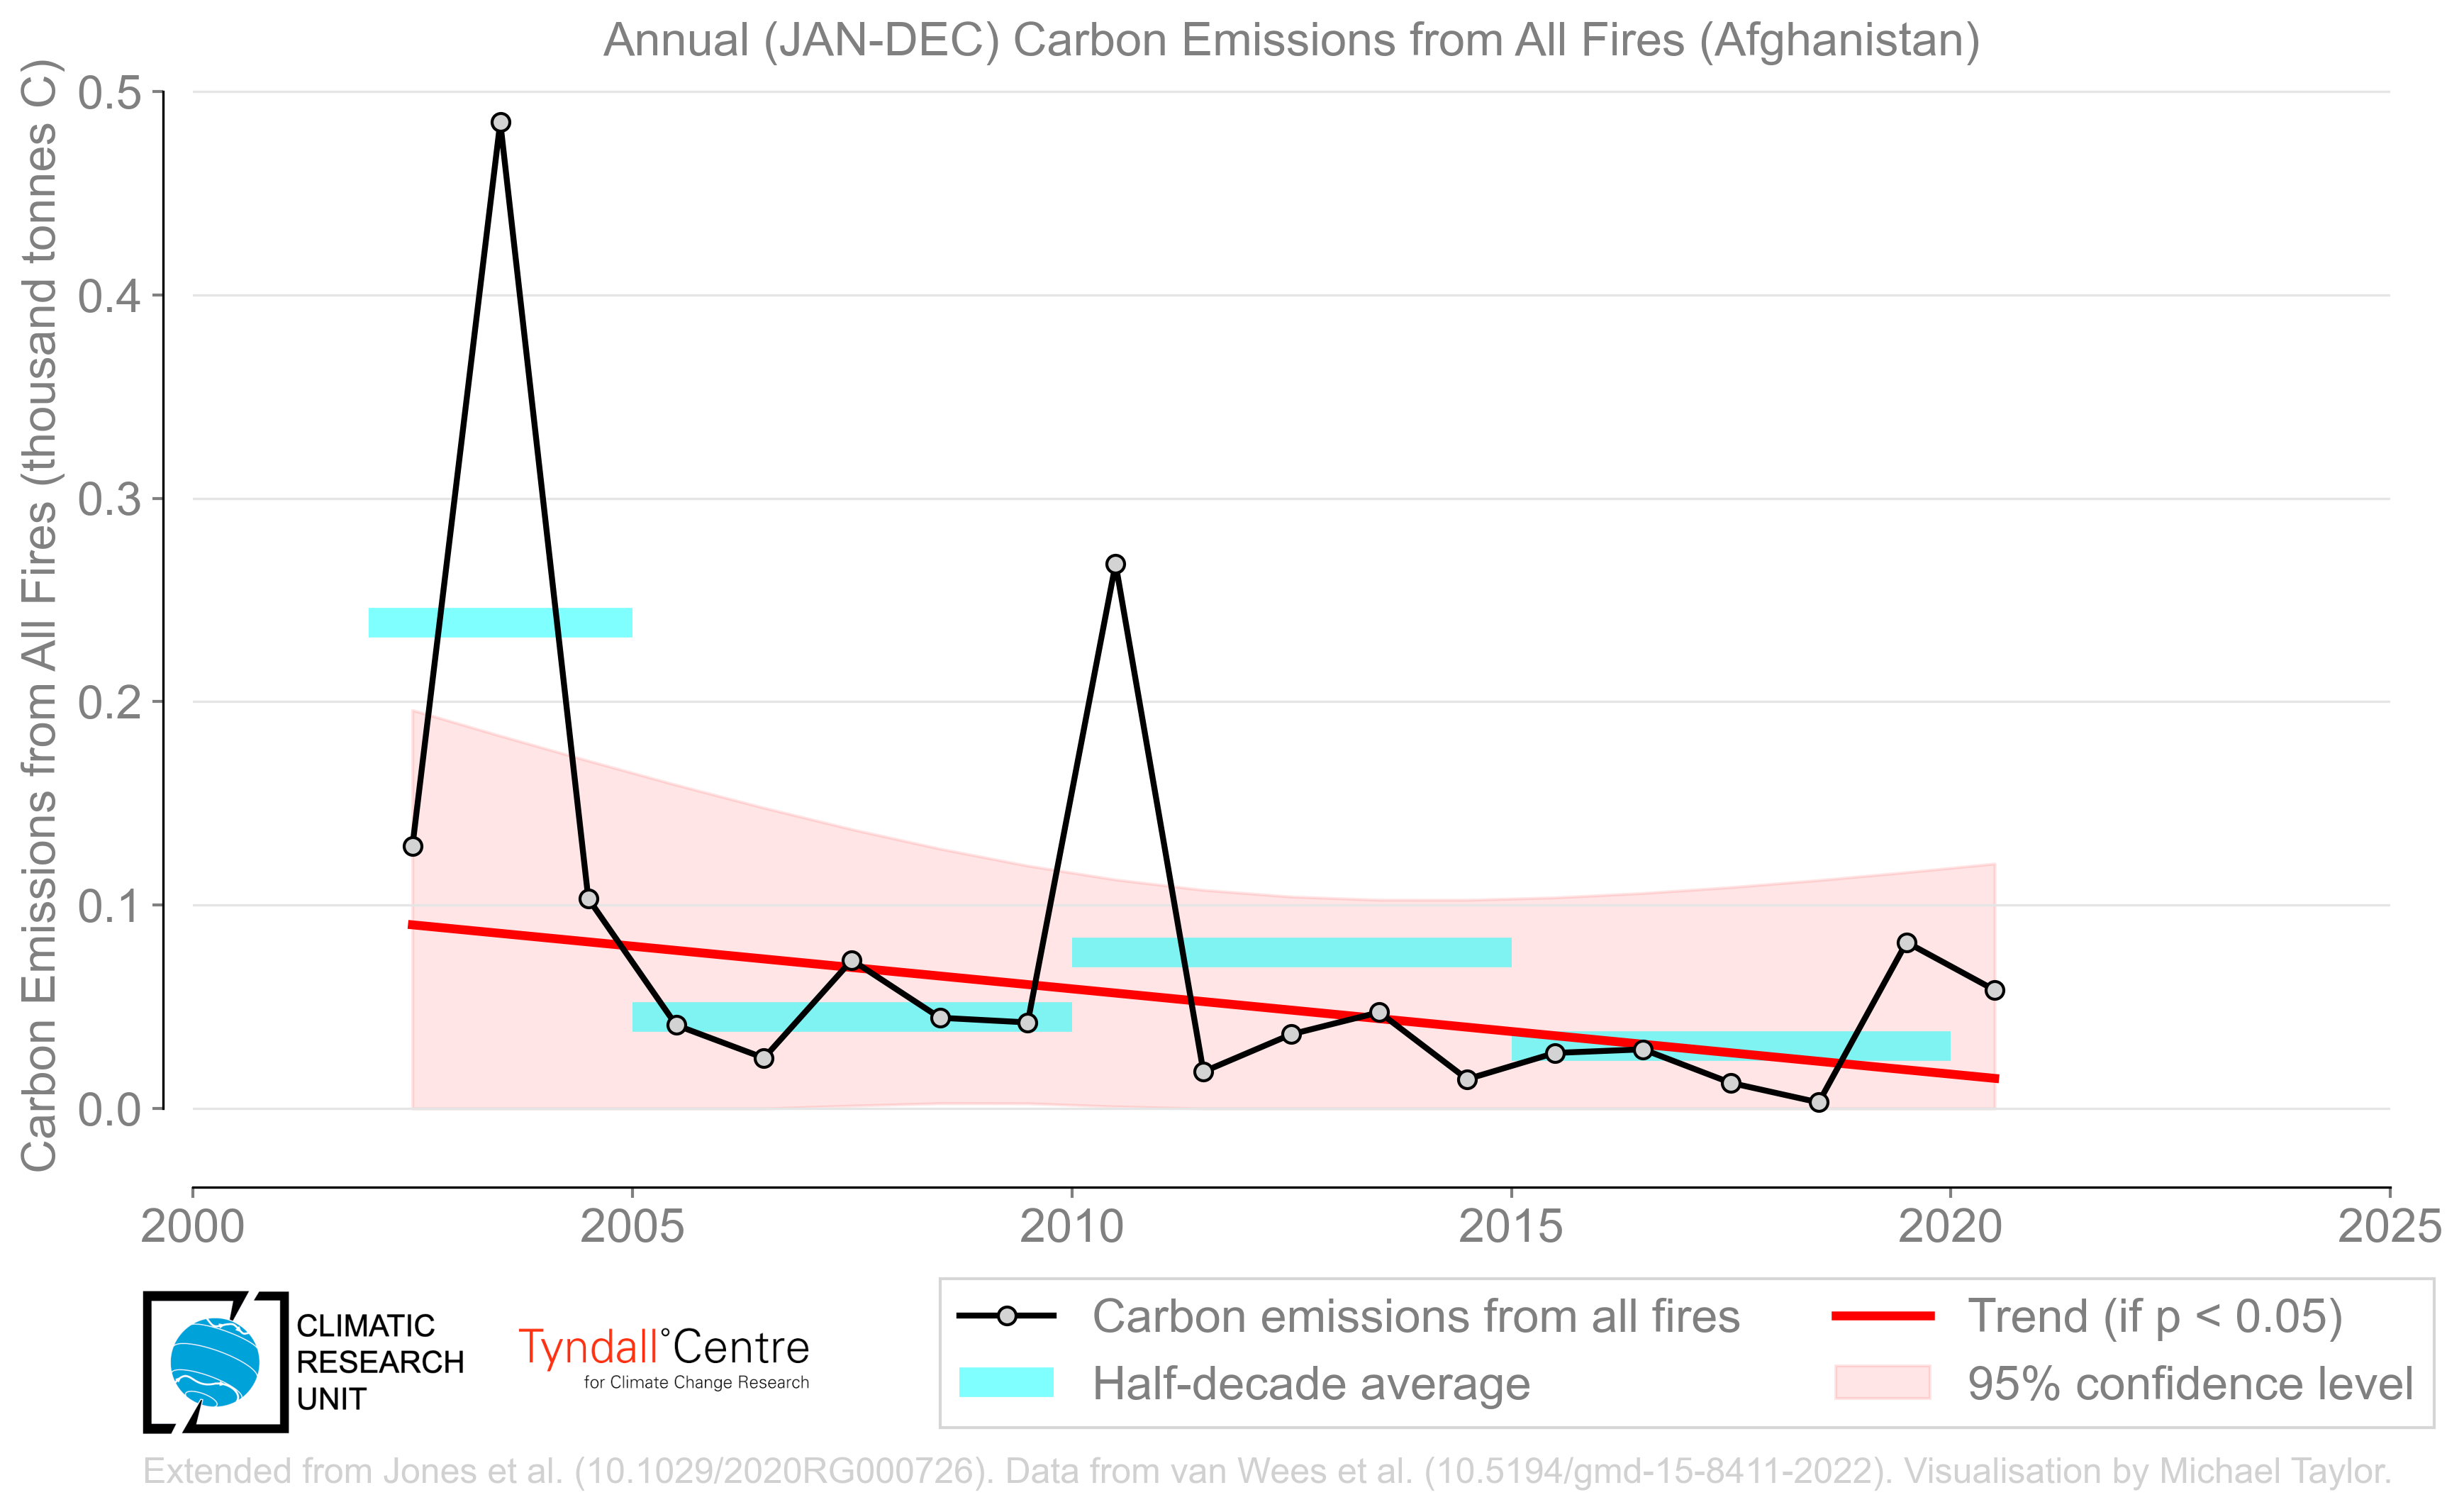 Annual (JAN-DEC) Carbon Emissions from All Fires (Afghanistan)
Carbon Emissions from All Fires (thousand tonnes C)
0.5
0.4
0.3
0.2
0.1
0.0
2000 2005 2010 2015 2020 2025
CLIMATIC
RESEARCH
UNIT
Tyndall°Centre
for Climate Change Research
Carbon emissions from all fires
Half-decade average
Trend (if p < 0.05)
95% confidence level
Extended from Jones et al. (10.1029/2020RG000726). Data from van Wees et al. (10.5194/gmd-15-8411-2022). Visualisation by Michael Taylor.